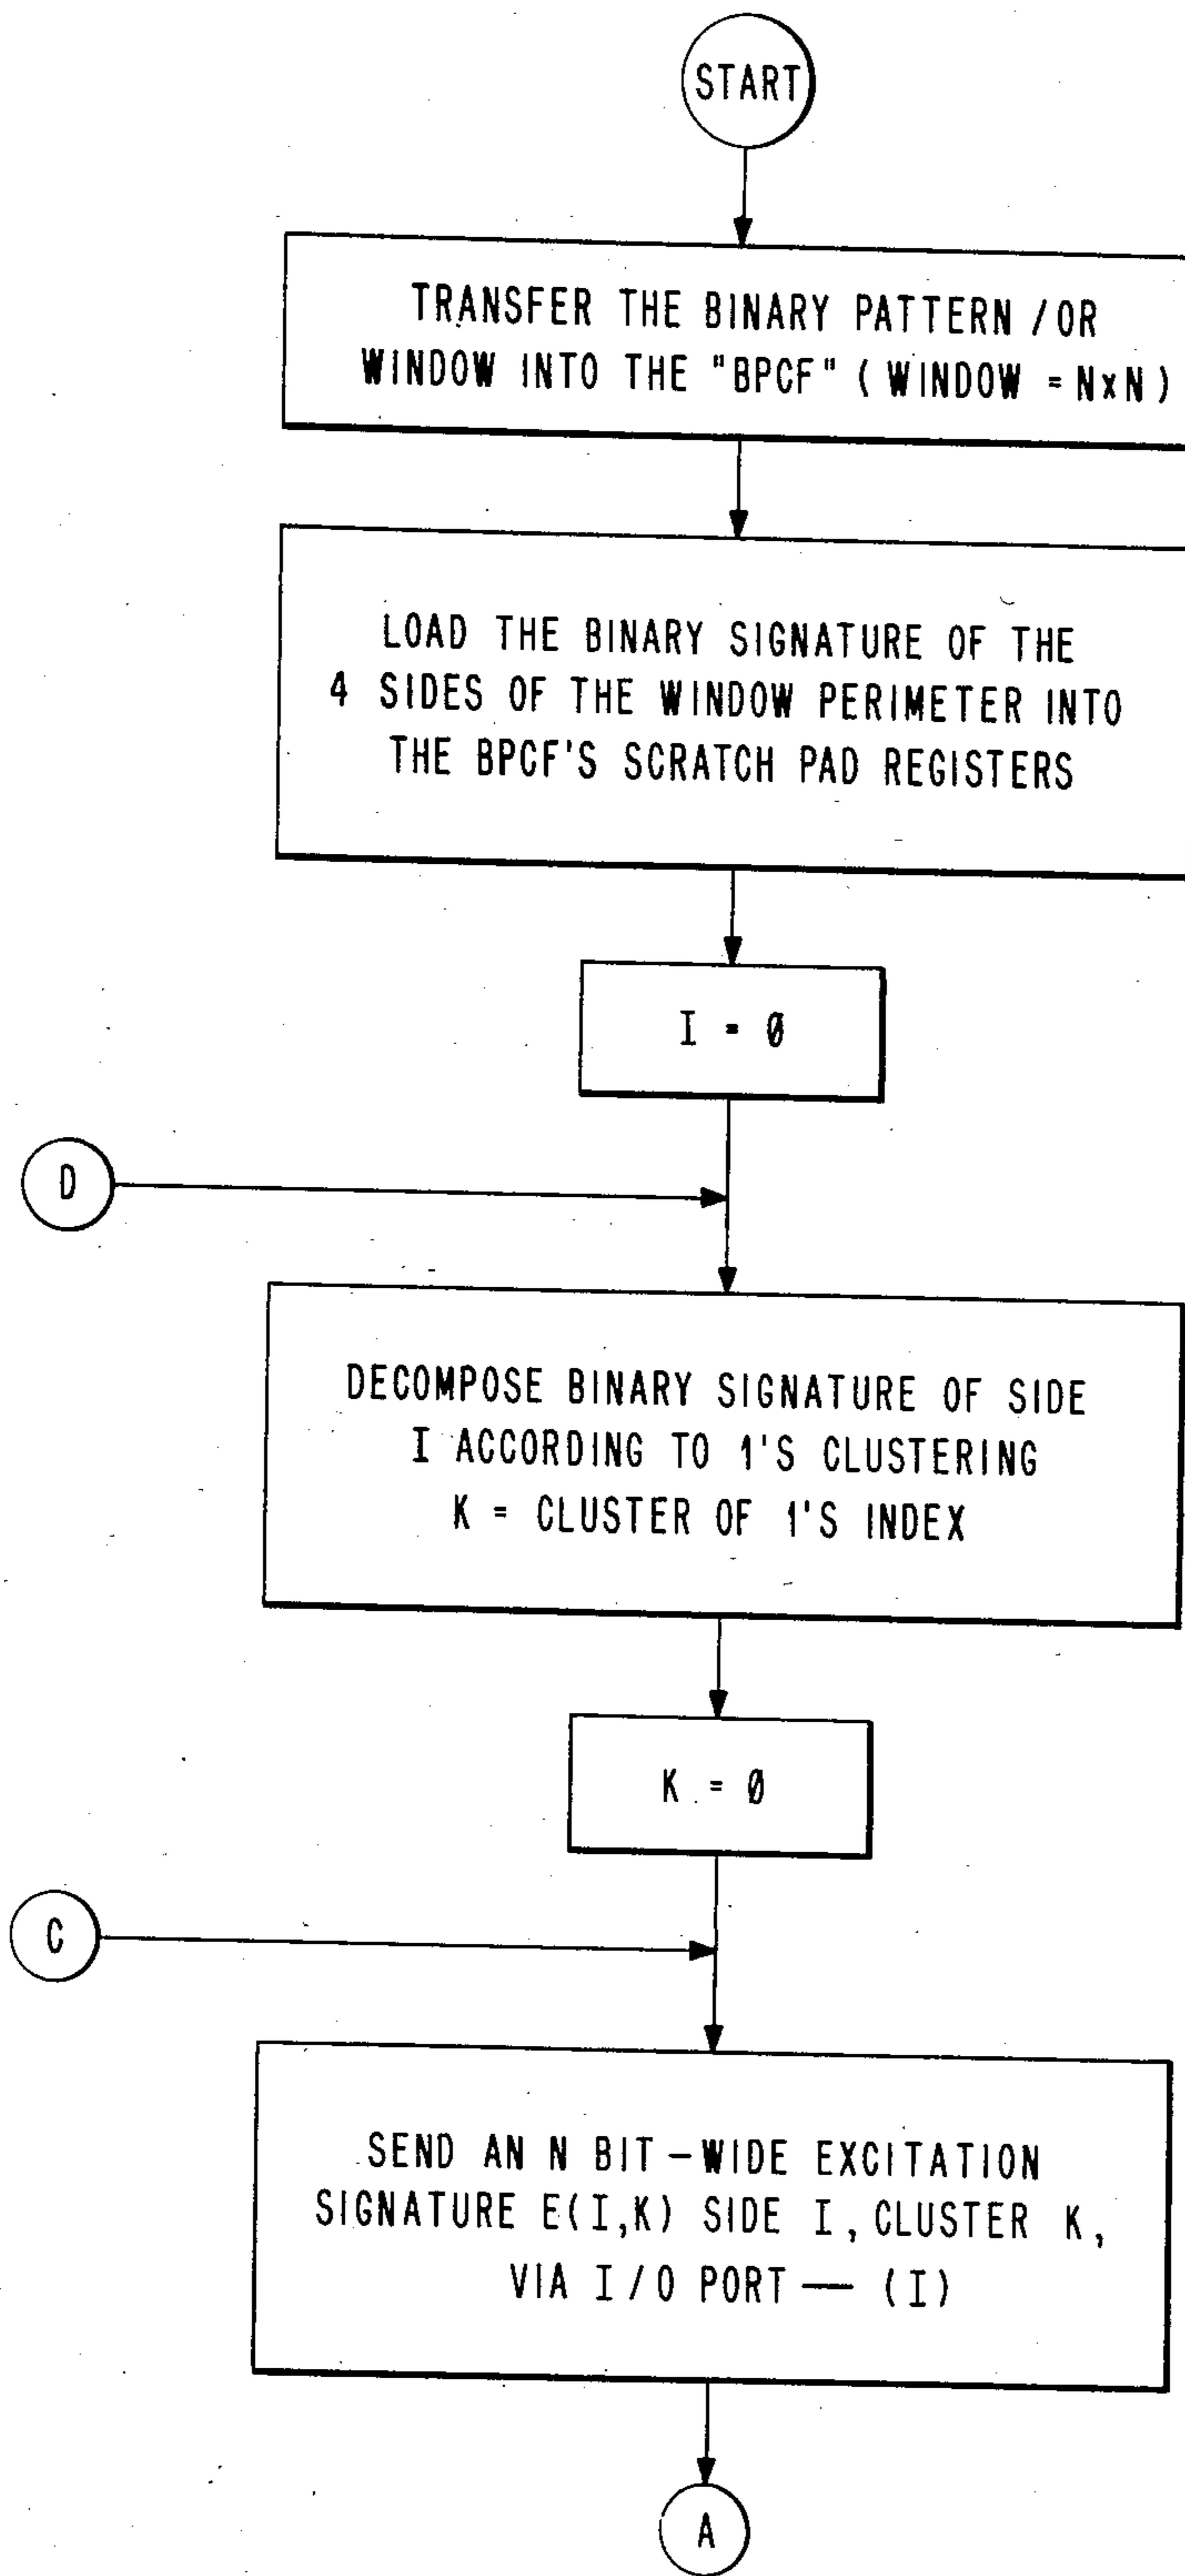 START
TRANSFER THE BINARY PATTERN / OR
WINDOW INTO THE "BPCF" ( WINDOW = N x N )
LOAD THE BINARY SIGNATURE OF THE
4 SIDES OF THE WINDOW PERIMETER INTO
THE BPCF'S SCRATCH PAD REGISTERS
I = Ø
D
DECOMPOSE BINARY SIGNATURE OF SIDE
I ACCORDING TO 1'S CLUSTERING
K = CLUSTER OF 1'S INDEX
K = Ø
C
SEND AN N BIT – WIDE EXCITATION
SIGNATURE E(I,K) SIDE I, CLUSTER K,
VIA I / O PORT — (I)
A